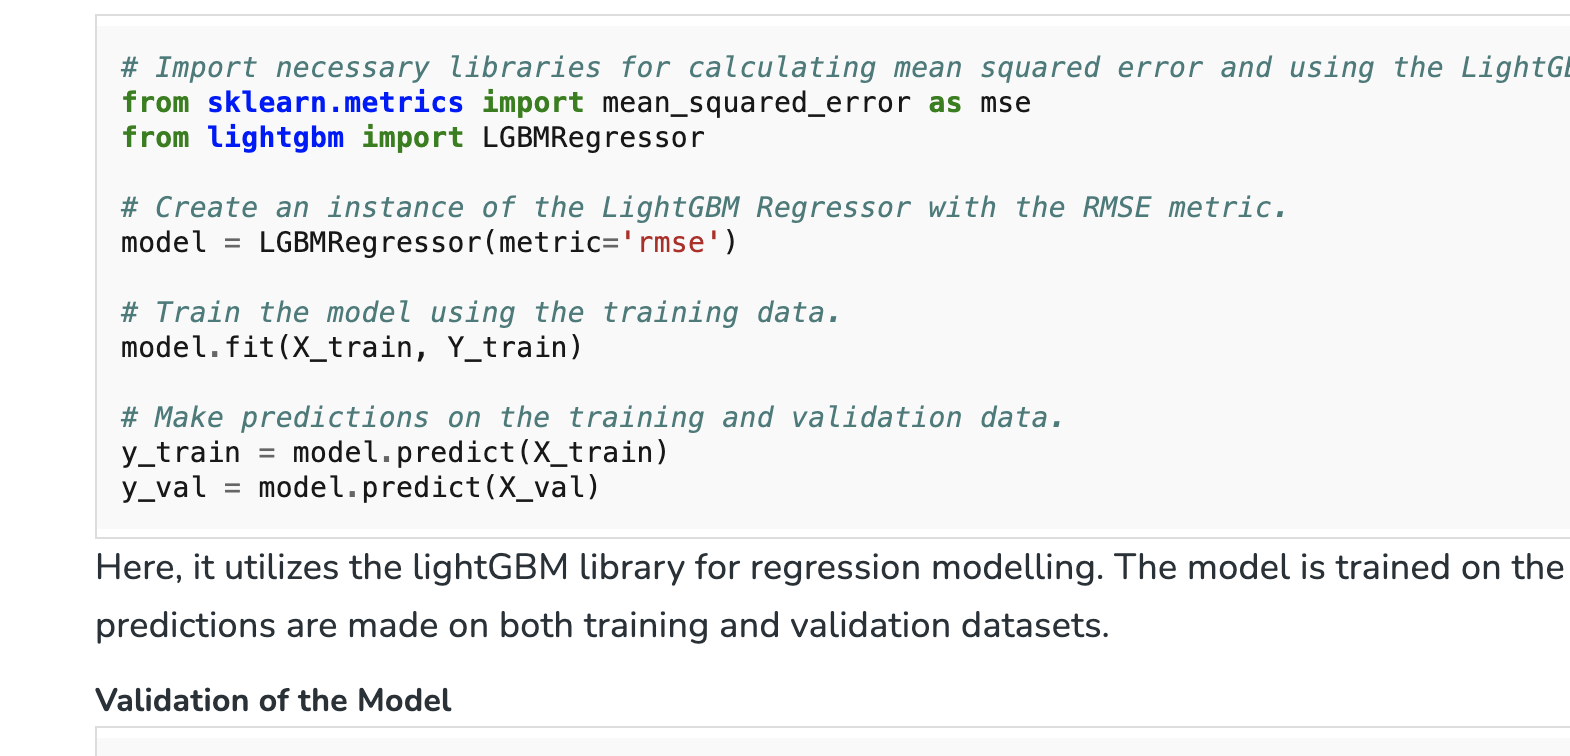 # Import necessary libraries for calculating mean squared error and using the
from sklearn.metrics import mean_squared_error as mse
from lightgbm import LGBMRegressor
# Create an instance of the LightGBM Regressor with the RMSE metric.
model = LGBMRegressor(metric='rmse')
# Train the model using the training data.
model.fit(X_train, Y_train)
# Make predictions on the training and validation data.
y_train = model.predict(X_train)
y_val = model.predict(X_val)
Here, it utilizes the lightGBM library for regression modelling. The model is trained on the
predictions are made on both training and validation datasets.
Validation of the Model